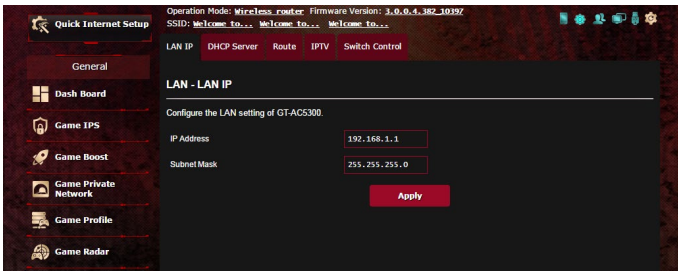 Quick Internet Setup
Operation Mode: Wireless router Firmware Version: 3.0.0.4.382_10397
SSID: Welcome to... Welcome to... Welcome to...
LAN IP DHCP Server Route IPTV Switch Control
General
Dash Board
Game IPS
Game Boost
Game Private
Network
Game Profile
Game Radar
LAN - LAN IP
Configure the LAN setting of GT-AC5300.
IP Address 192.168.1.1
Subnet Mask 255.255.255.0
Apply